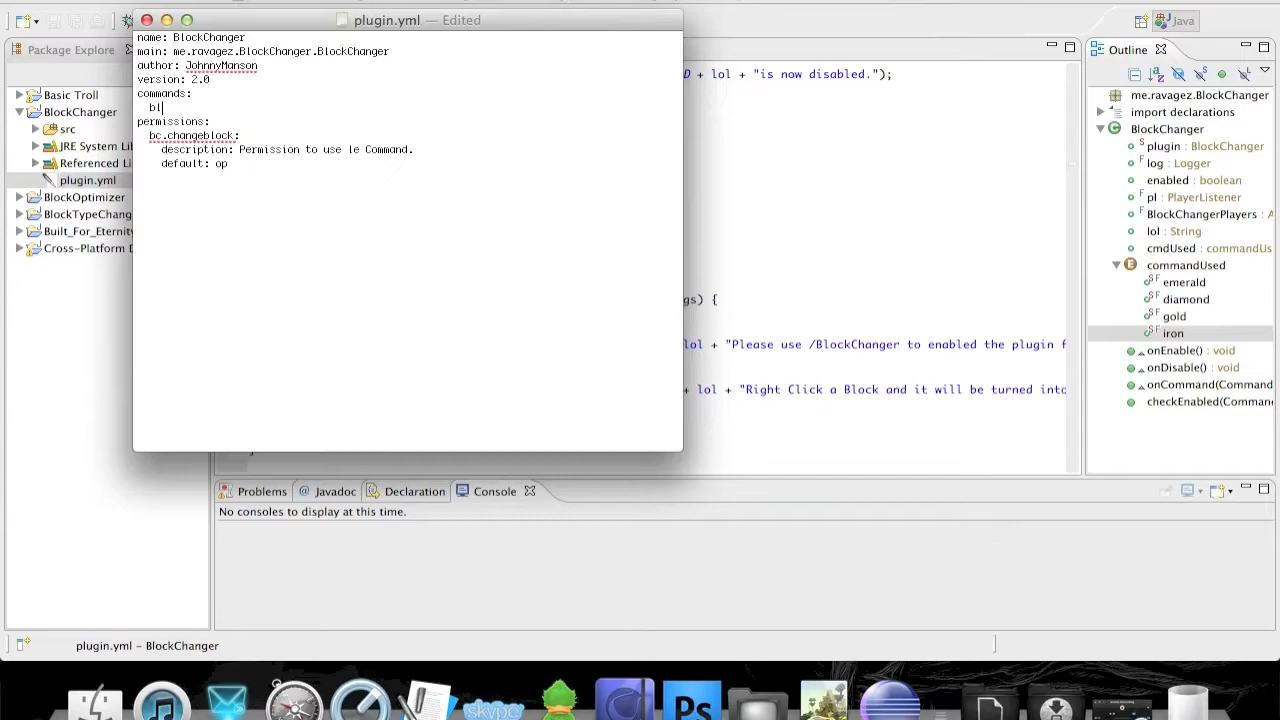 plugin.yml — Edited
name: BlockChanger
main: me.ravagez.BlockChanger.BlockChanger
author: JohnnyManson
version: 2.0
commands:
bl
permissions:
bc.changeblock:
description: Permission to use le Command.
default: op
Java
Package Explorer
Basic Troll
BlockChanger
src
JRE System Lib
Referenced Li
plugin.yml
BlockOptimizer
BlockTypeChang
Built_For_Eternity
Cross-Platform D
D + lol + "is now disabled.");
gs) {
lol + "Please use /BlockChanger to enabled the plugin f
+ lol + "Right Click a Block and it will be turned into
Outline
me.ravagez.BlockChanger
import declarations
BlockChanger
plugin : BlockChanger
log : Logger
enabled : boolean
pl : PlayerListener
BlockChangerPlayers : A
lol : String
cmdUsed : commandUs
commandUsed
emerald
diamond
gold
iron
onEnable() : void
onDisable() : void
onCommand(Command
checkEnabled(Comman
Problems
@ Javadoc
Declaration
Console
No consoles to display at this time.
plugin.yml – BlockChanger
skype
Ps